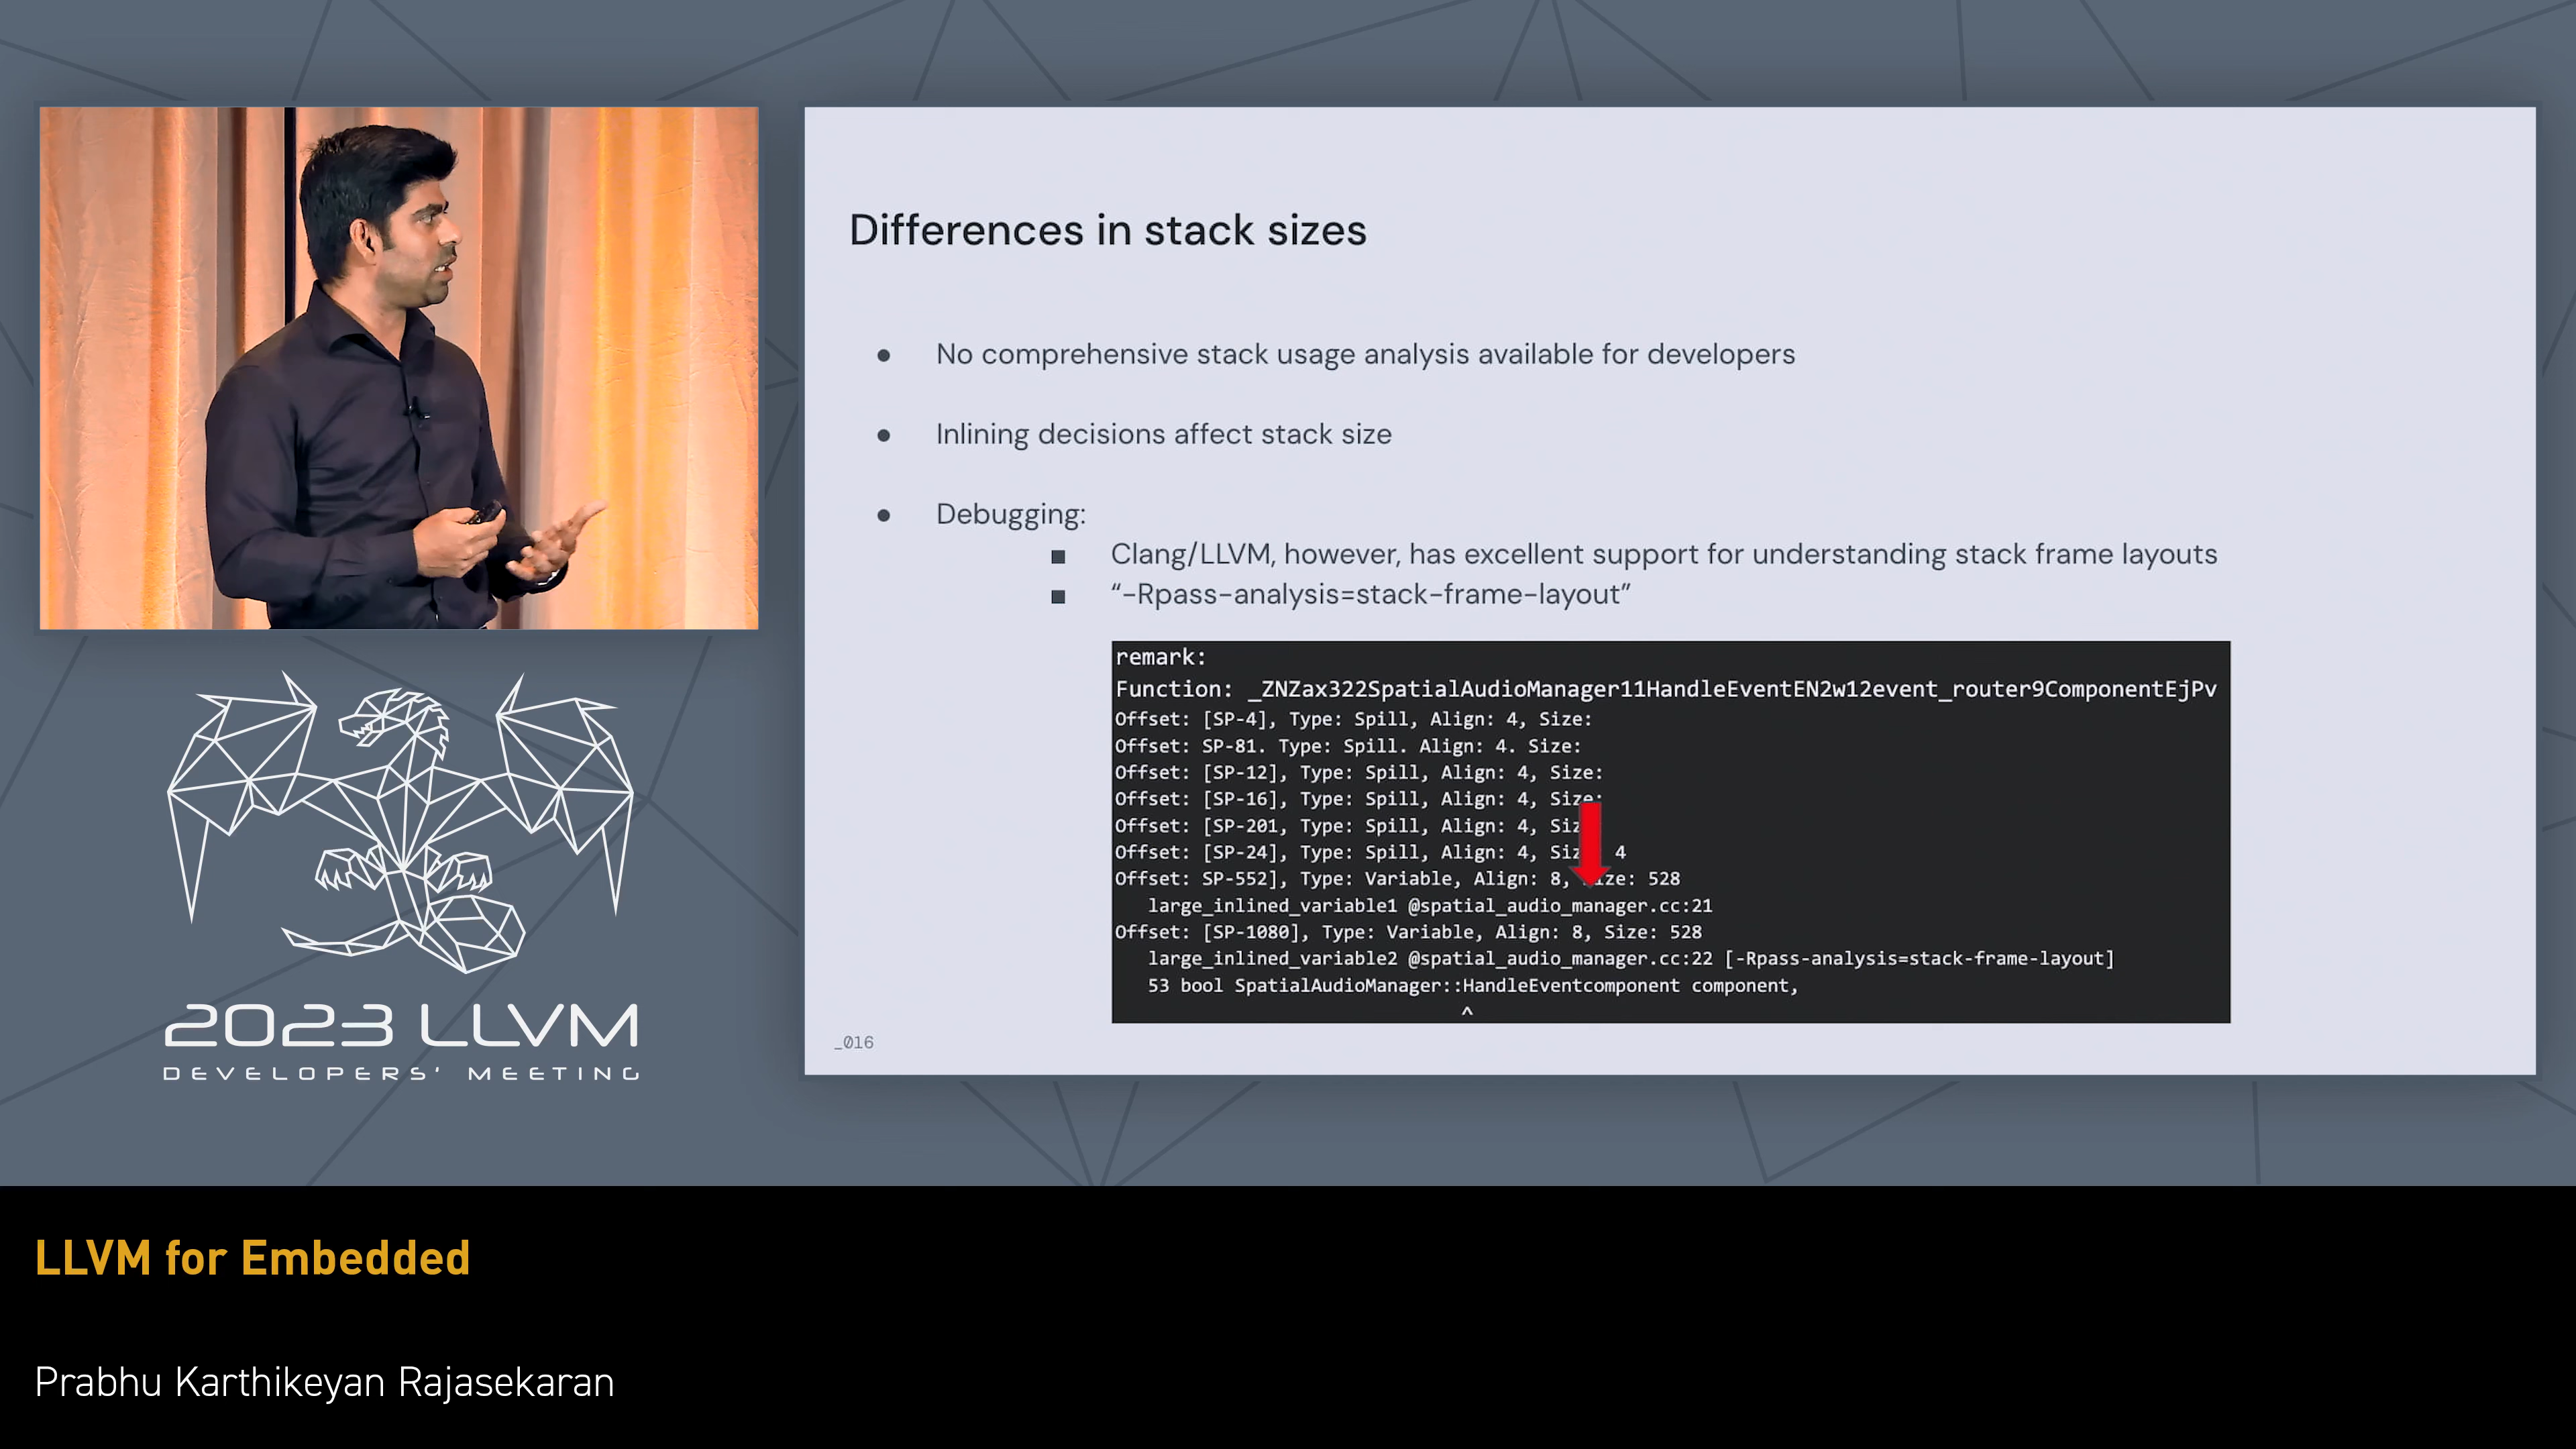 Differences in stack sizes
● No comprehensive stack usage analysis available for developers
● Inlining decisions affect stack size
● Debugging:
■ Clang/LLVM, however, has excellent support for understanding stack frame layouts
■ “-Rpass-analysis=stack-frame-layout”
remark:
Function: _ZNZax322SpatialAudioManager11HandleEventEN2w12event_router9ComponentEjPv
Offset: [SP-4], Type: Spill, Align: 4, Size:
Offset: SP-81. Type: Spill. Align: 4. Size:
Offset: [SP-12], Type: Spill, Align: 4, Size:
Offset: [SP-16], Type: Spill, Align: 4, Size:
Offset: [SP-201, Type: Spill, Align: 4, Siz
Offset: [SP-24], Type: Spill, Align: 4, Siz 4
Offset: SP-552], Type: Variable, Align: 8, Size: 528
large_inlined_variable1 @spatial_audio_manager.cc:21
Offset: [SP-1080], Type: Variable, Align: 8, Size: 528
large_inlined_variable2 @spatial_audio_manager.cc:22 [-Rpass-analysis=stack-frame-layout]
53 bool SpatialAudioManager::HandleEventcomponent component,
^
_016
2023 LLVM
DEVELOPERS' MEETING
LLVM for Embedded
Prabhu Karthikeyan Rajasekaran